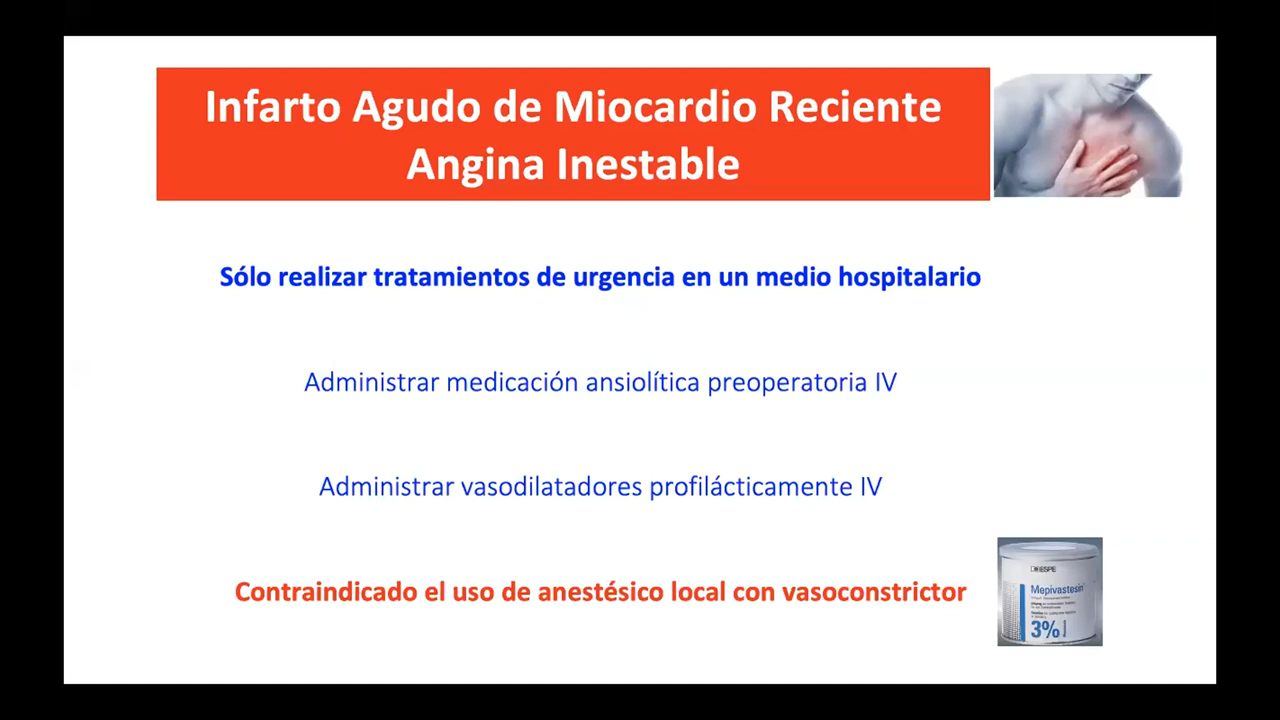 Infarto Agudo de Miocardio Reciente
Angina Inestable
Sólo realizar tratamientos de urgencia en un medio hospitalario
Administrar medicación ansiolítica preoperatoria IV
Administrar vasodilatadores profilácticamente IV
Contraindicado el uso de anestésico local con vasoconstrictor
ESPE
Mepivastesin
3%